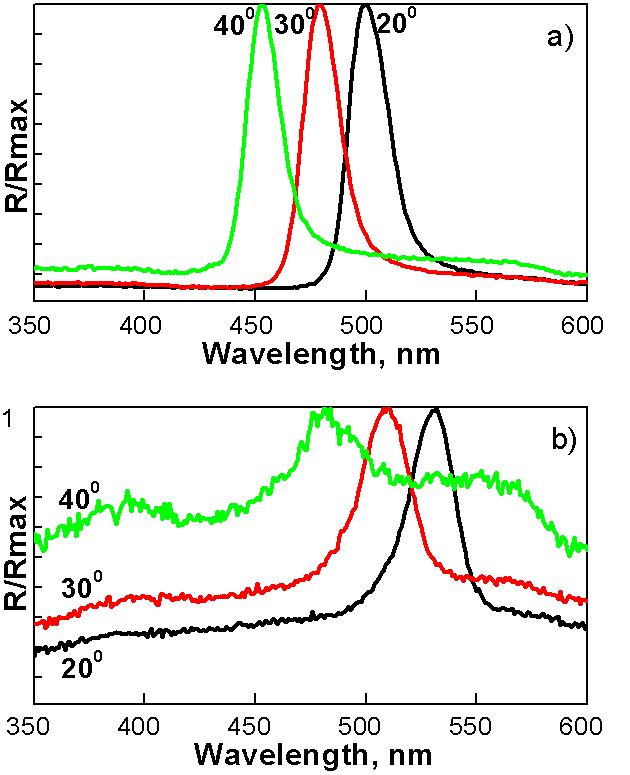 40⁰ 30⁰ 20⁰
a)
R/Rmax
350 400 450 500 550 600
Wavelength, nm
1
b)
40⁰
30⁰
20⁰
R/Rmax
350 400 450 500 550 600
Wavelength, nm